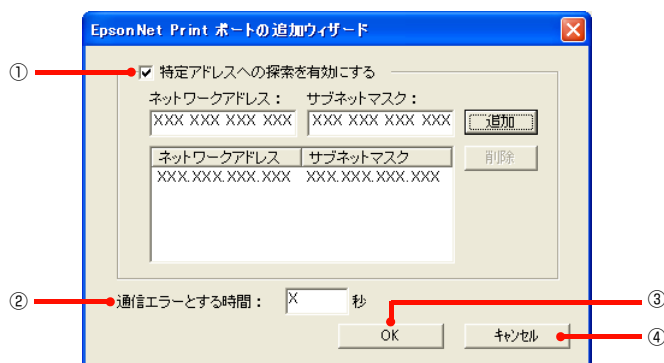 EpsonNet Print ポートの追加ウィザード
① 特定アドレスへの探索を有効にする
ネットワークアドレス： サブネットマスク：
XXX XXX XXX XXX XXX XXX XXX XXX 追加
ネットワークアドレス サブネットマスク 削除
XXX.XXX.XXX.XXX XXX.XXX.XXX.XXX
② 通信エラーとする時間： X 秒
③
OK キャンセル ④